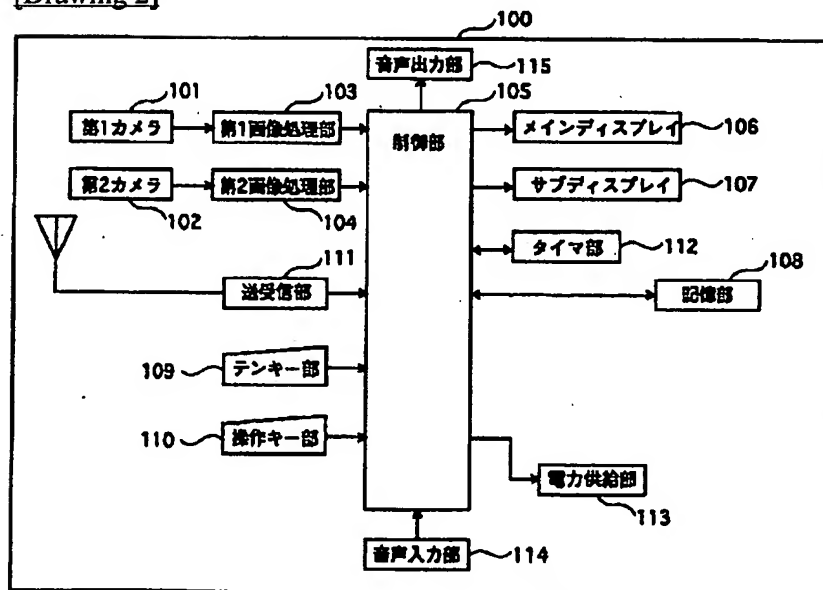 [Drawing 2]
100
音声出力部 115
101 103 105
第1カメラ 第1画像処理部 制御部 メインディスプレイ 106
第2カメラ 第2画像処理部 サブディスプレイ 107
102 104
111 タイマ部 112 108
送受信部 記憶部
109 テンキー部
110 操作キー部
電力供給部
113
音声入力部 114